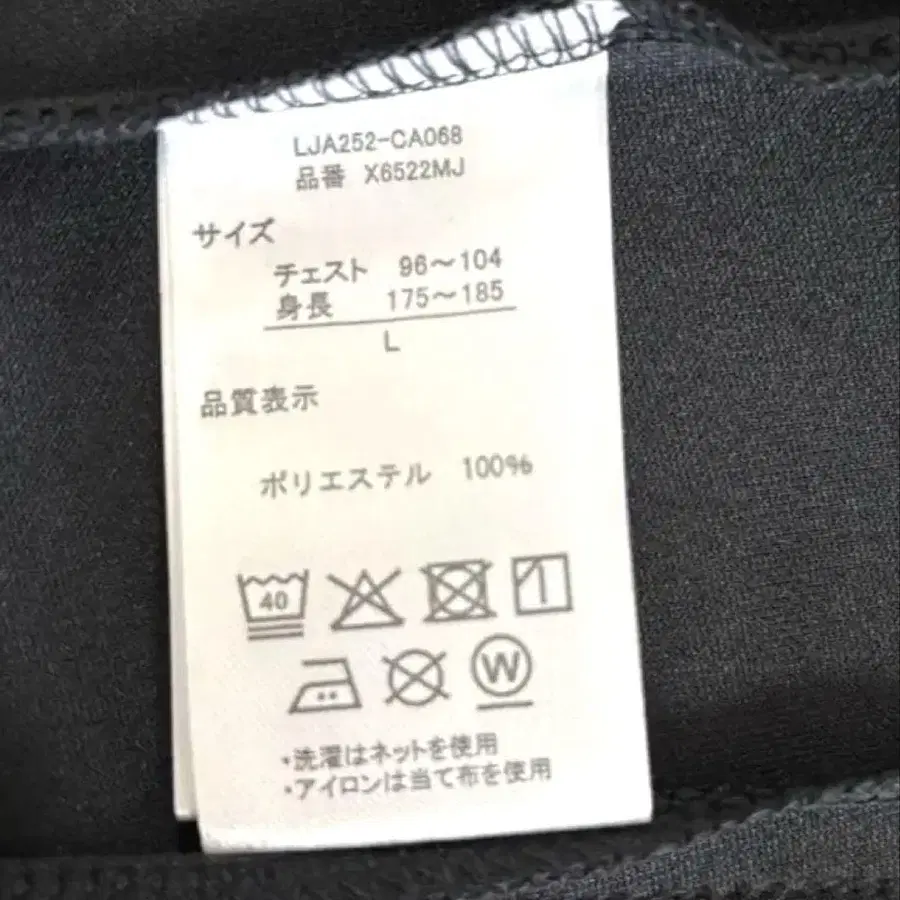 LJA252-CA068
品番 X6522MJ
サイズ
チェスト 96～104
身長 175～185
L
品質表示
ポリエステル 100%
40
W
・洗濯はネットを使用
・アイロンは当て布を使用